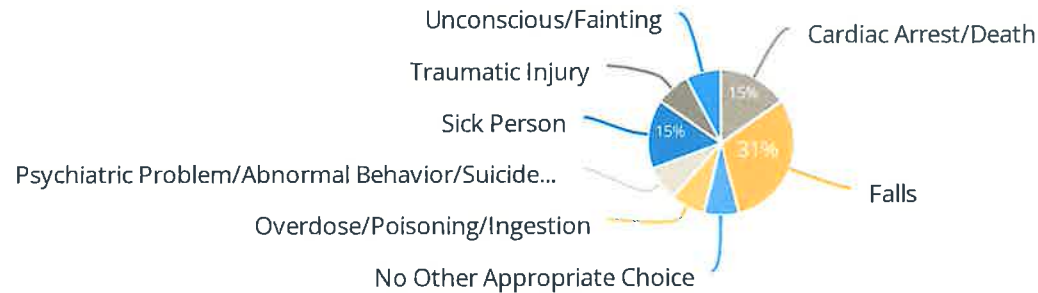 Unconscious/Fainting
Cardiac Arrest/Death
Traumatic Injury
15%
Sick Person
15%
31%
Psychiatric Problem/Abnormal Behavior/Suicide...
Falls
Overdose/Poisoning/Ingestion
No Other Appropriate Choice